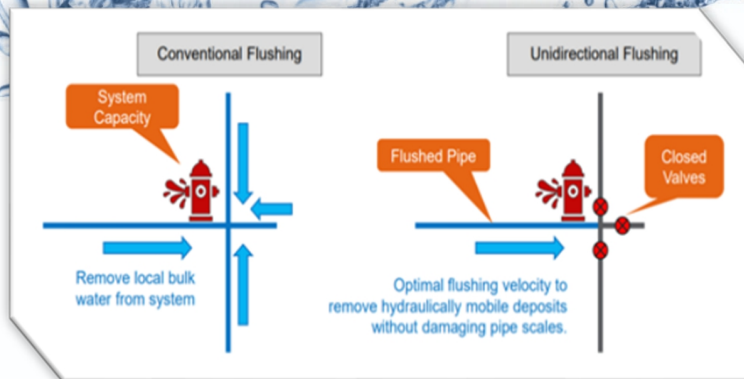 Conventional Flushing
System
Capacity
Remove local bulk
water from system
Unidirectional Flushing
Flushed Pipe
Closed
Valves
Optimal flushing velocity to
remove hydraulically mobile deposits
without damaging pipe scales.